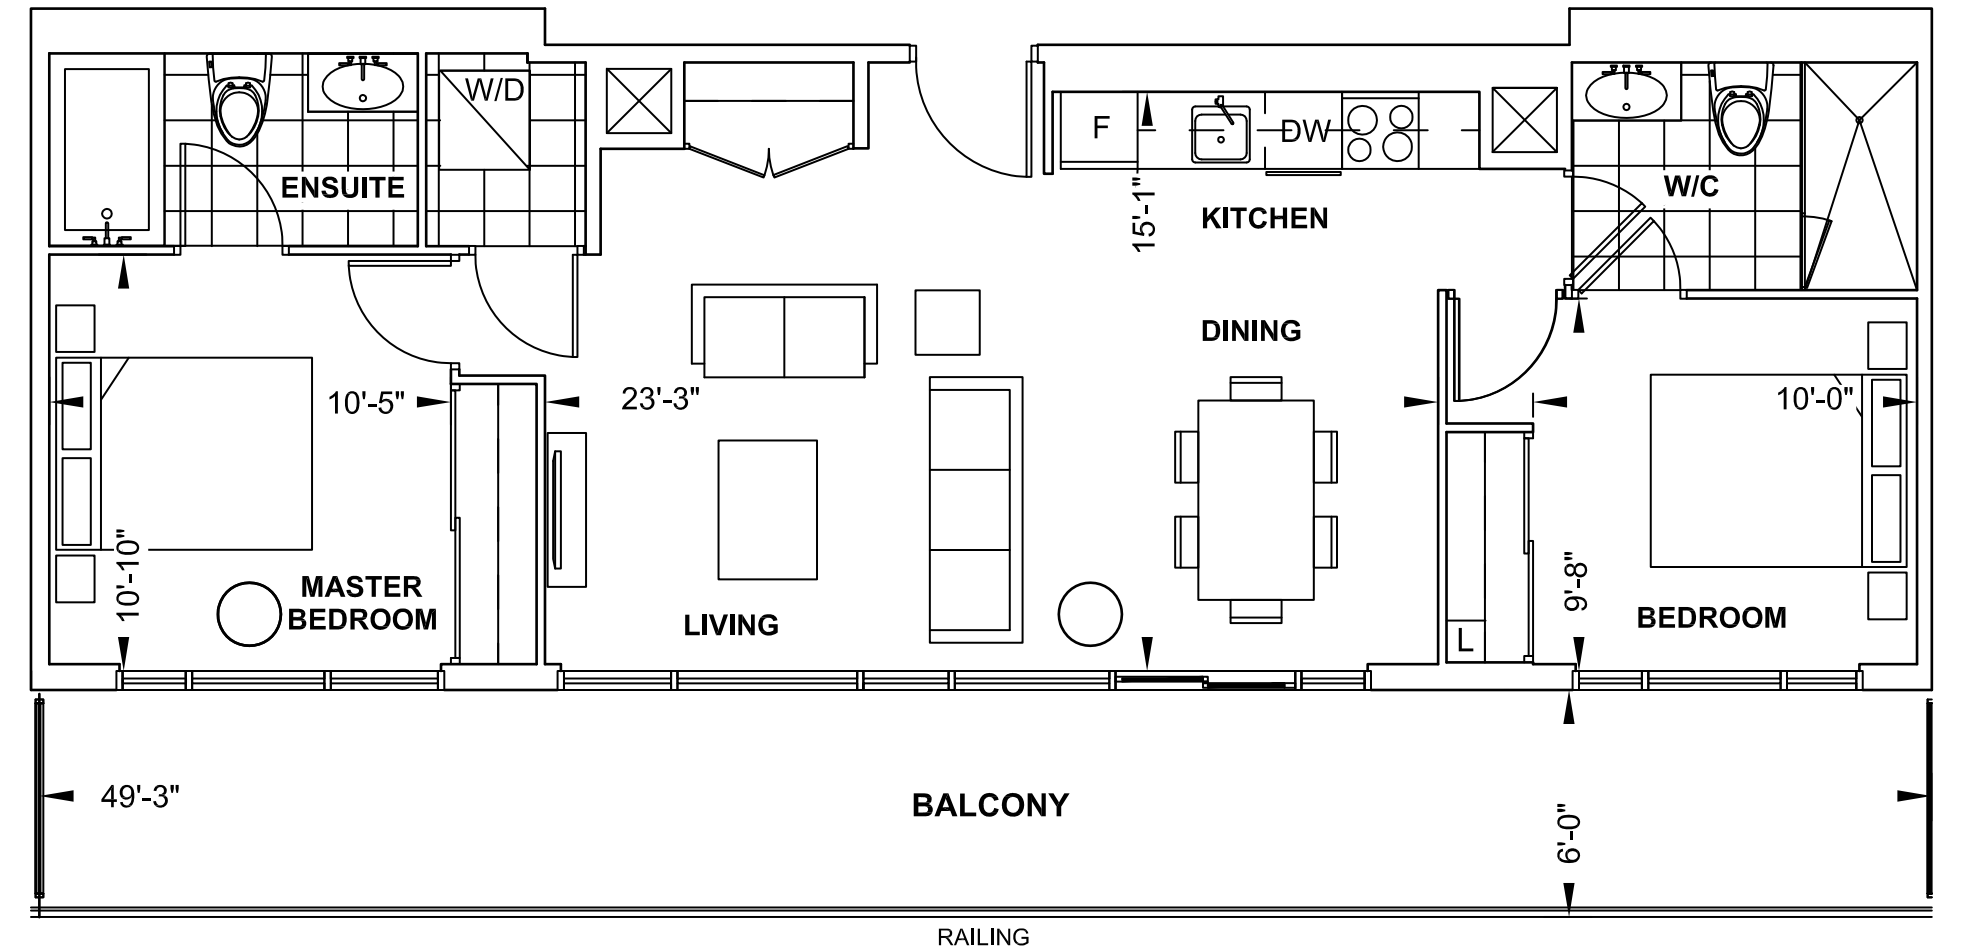 W/D
F
DW
ENSUITE
W/C
15'-1"
KITCHEN
DINING
10'-5"
23'-3"
10'-0"
10'-10"
MASTER
BEDROOM
LIVING
9'-8"
BEDROOM
L
49'-3"
BALCONY
6'-0"
RAILING